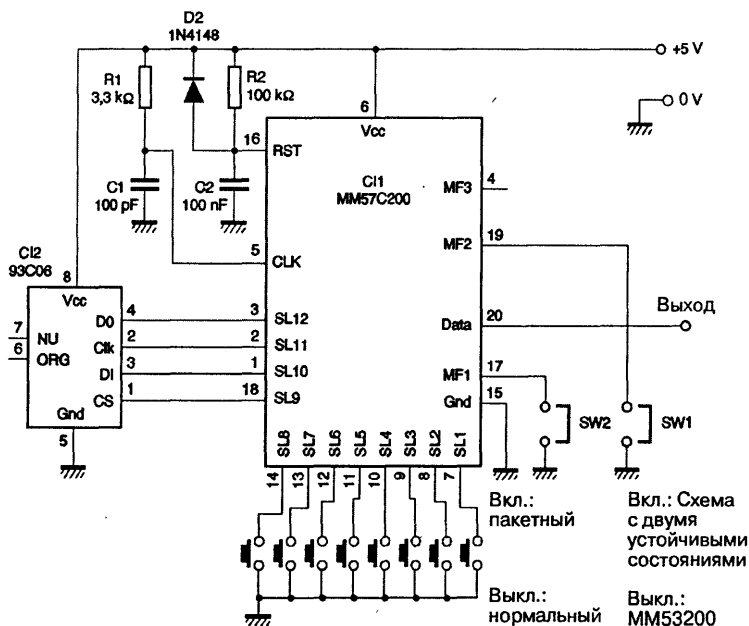 D2
1N4148
+5 V
R1
3,3 kΩ
R2
100 kΩ
0 V
6
Vcc
16
RST
CI1
MM57C200
MF3
4
C1
100 pF
C2
100 nF
5
CLK
MF2
19
CI2
93C06
8
Vcc
7
NU
6
ORG
D0
4
3
SL12
Clk
2
2
SL11
DI
3
1
SL10
CS
1
18
SL9
Gnd
5
Data
20
Выход
MF1
17
Gnd
15
SW2
SW1
SL8
SL7
SL6
SL5
SL4
SL3
SL2
SL1
14
13
12
11
10
9
8
7
Вкл.:
пакетный
Вкл.: Схема
с двумя
устойчивыми
состояниями
Выкл.:
нормальный
Выкл.:
MM53200